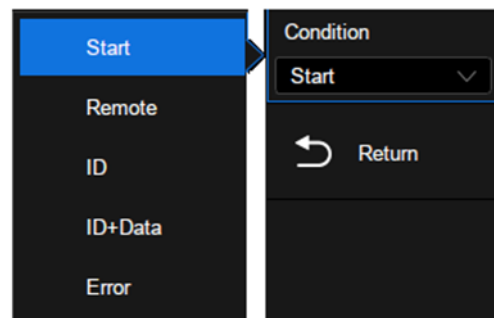 Start
Remote
ID
ID+Data
Error
Condition
Start
Return